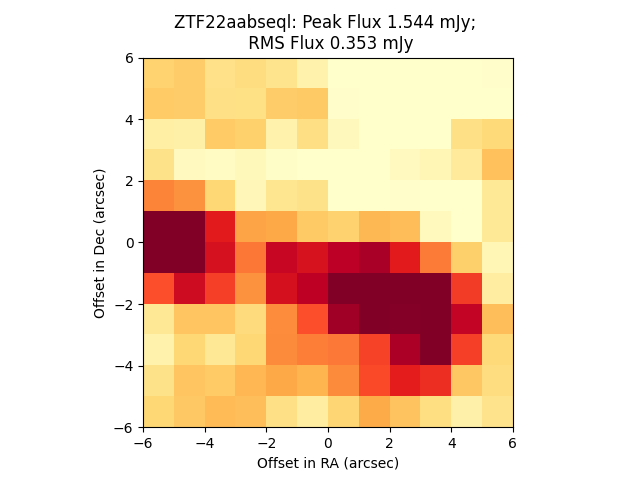 ZTF22aabseql: Peak Flux 1.544 mJy;
RMS Flux 0.353 mJy
6
4
2
0
−2
−4
−6
Offset in Dec (arcsec)
−6 −4 −2 0 2 4 6
Offset in RA (arcsec)